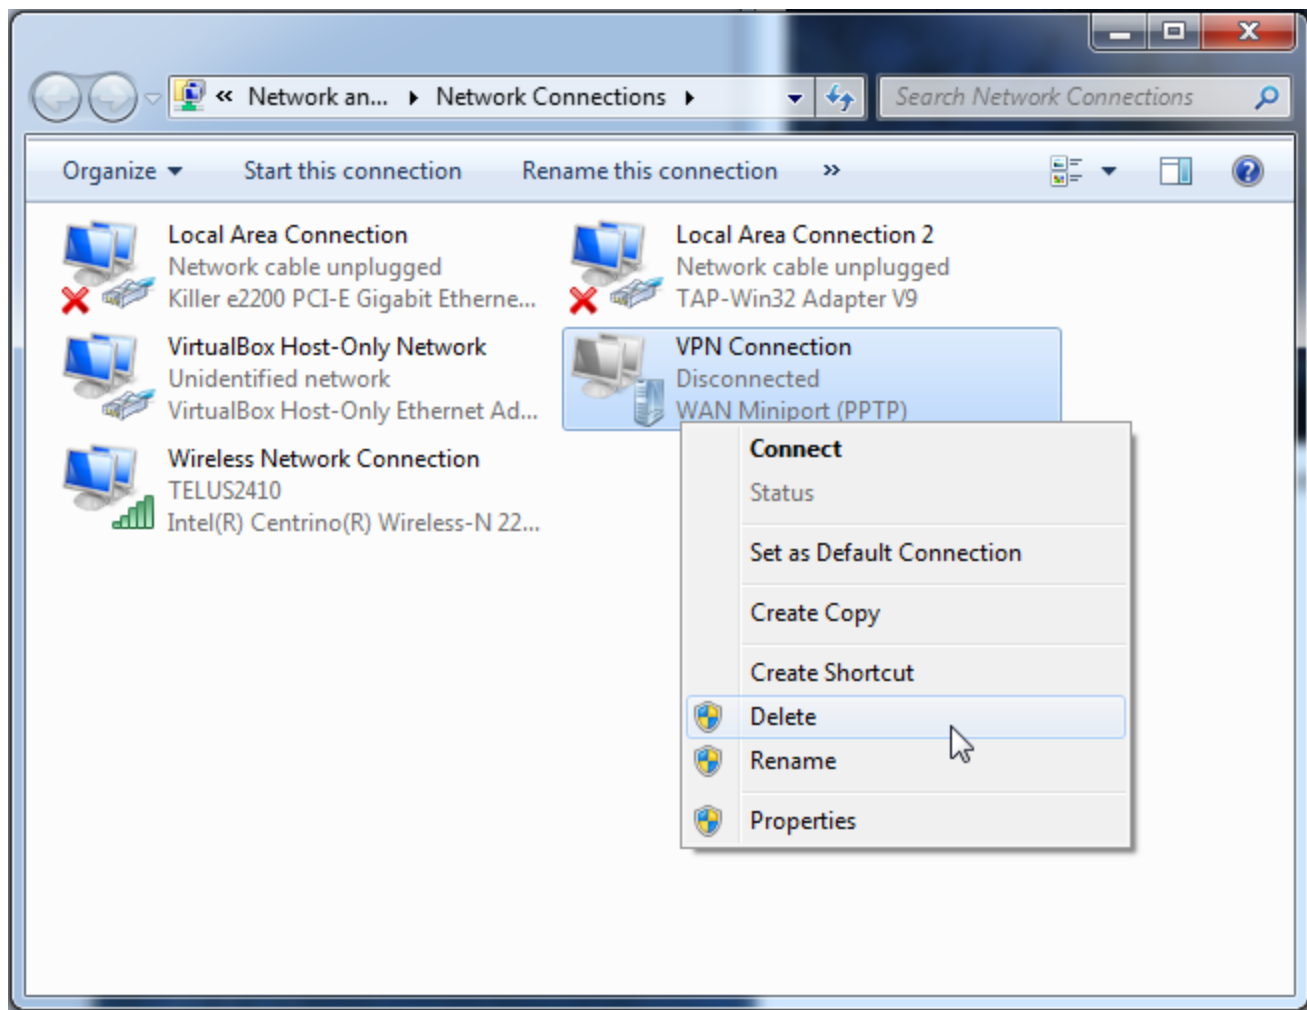 « Network an... ▸ Network Connections ▸
Search Network Connections
Organize ▾ Start this connection Rename this connection »
Local Area Connection
Network cable unplugged
Killer e2200 PCI-E Gigabit Etherne...
Local Area Connection 2
Network cable unplugged
TAP-Win32 Adapter V9
VirtualBox Host-Only Network
Unidentified network
VirtualBox Host-Only Ethernet Ad...
VPN Connection
Disconnected
WAN Miniport (PPTP)
Wireless Network Connection
TELUS2410
Intel(R) Centrino(R) Wireless-N 22...
Connect
Status
Set as Default Connection
Create Copy
Create Shortcut
Delete
Rename
Properties